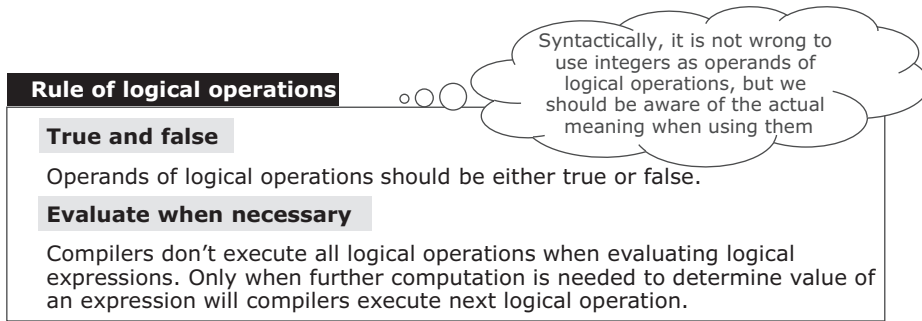 Syntactically, it is not wrong to
use integers as operands of
logical operations, but we
should be aware of the actual
meaning when using them
Rule of logical operations
True and false
Operands of logical operations should be either true or false.
Evaluate when necessary
Compilers don’t execute all logical operations when evaluating logical
expressions. Only when further computation is needed to determine value of
an expression will compilers execute next logical operation.